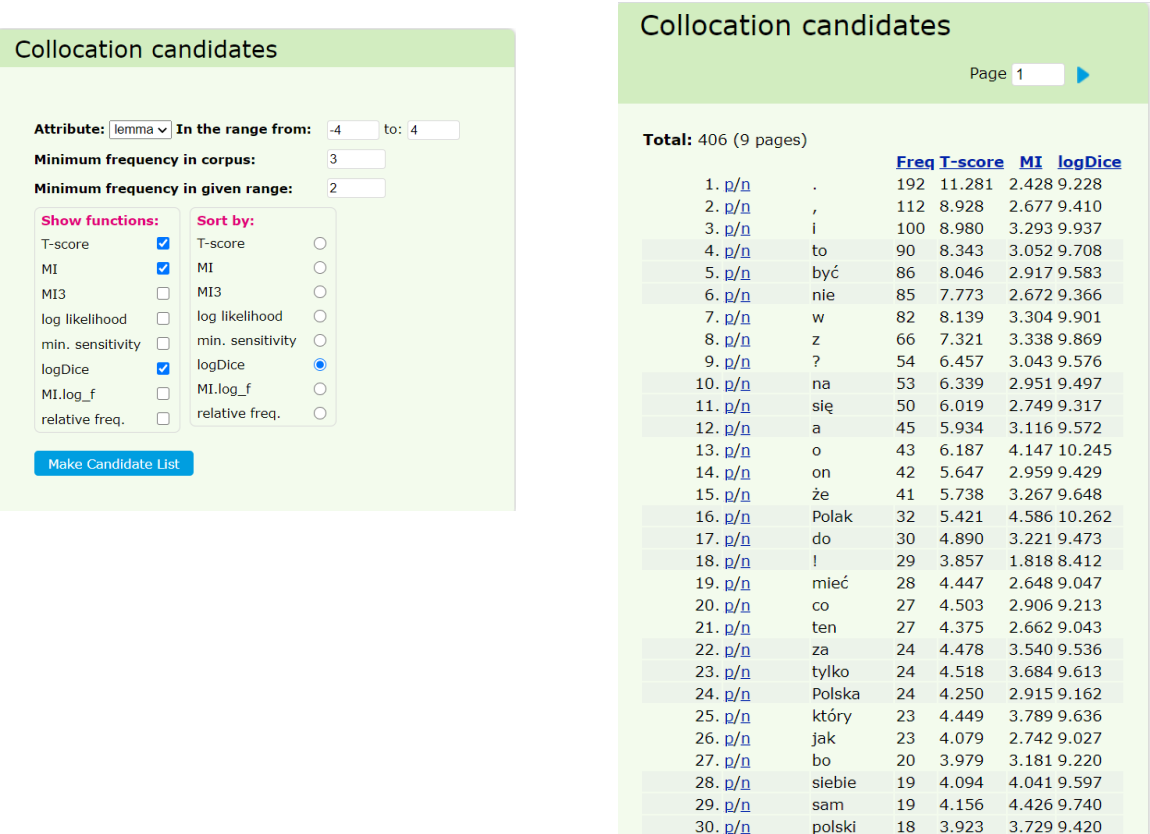 Collocation candidates
Attribute: lemma In the range from: -4 to: 4
Minimum frequency in corpus: 3
Minimum frequency in given range: 2
Show functions:
T-score
MI
MI3
log likelihood
min. sensitivity
logDice
MI.log_f
relative freq.
Sort by:
T-score
MI
MI3
log likelihood
min. sensitivity
logDice
MI.log_f
relative freq.
Make Candidate List
Collocation candidates
Page 1
Total: 406 (9 pages)
Freq T-score MI logDice
1. p/n . 192 11.281 2.428 9.228
2. p/n , 112 8.928 2.677 9.410
3. p/n i 100 8.980 3.293 9.937
4. p/n to 90 8.343 3.052 9.708
5. p/n być 86 8.046 2.917 9.583
6. p/n nie 85 7.773 2.672 9.366
7. p/n w 82 8.139 3.304 9.901
8. p/n z 66 7.321 3.338 9.869
9. p/n ? 54 6.457 3.043 9.576
10. p/n na 53 6.339 2.951 9.497
11. p/n się 50 6.019 2.749 9.317
12. p/n a 45 5.934 3.116 9.572
13. p/n o 43 6.187 4.147 10.245
14. p/n on 42 5.647 2.959 9.429
15. p/n że 41 5.738 3.267 9.648
16. p/n Polak 32 5.421 4.586 10.262
17. p/n do 30 4.890 3.221 9.473
18. p/n ! 29 3.857 1.818 8.412
19. p/n mieć 28 4.447 2.648 9.047
20. p/n co 27 4.503 2.906 9.213
21. p/n ten 27 4.375 2.662 9.043
22. p/n za 24 4.478 3.540 9.536
23. p/n tylko 24 4.518 3.684 9.613
24. p/n Polska 24 4.250 2.915 9.162
25. p/n który 23 4.449 3.789 9.636
26. p/n jak 23 4.079 2.742 9.027
27. p/n bo 20 3.979 3.181 9.220
28. p/n siebie 19 4.094 4.041 9.597
29. p/n sam 19 4.156 4.426 9.740
30. p/n polski 18 3.923 3.729 9.420